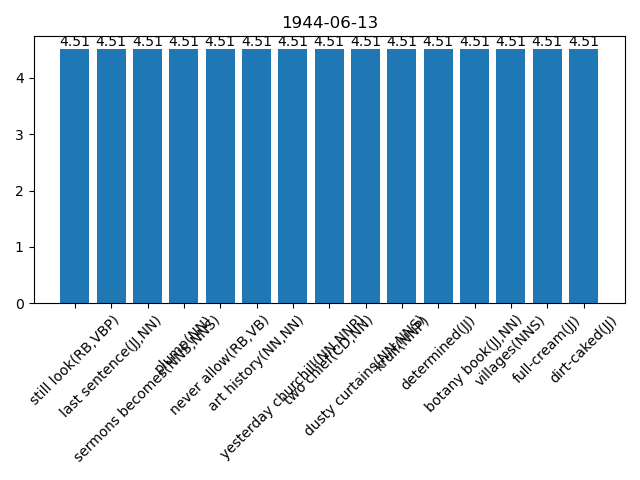 1944-06-13
4.51 4.51 4.51 4.51 4.51 4.51 4.51 4.51 4.51 4.51 4.51 4.51 4.51 4.51 4.51
4
3
2
1
0
still look(RB,VBP)
last sentence(JJ,NN)
sermons becomes(NNS,NNS)
plump(NN)
never allow(RB,VB)
art history(NN,NN)
yesterday churchill(NN,NNP)
two chief(CD,NN)
dusty curtains(NN,NNS)
determined(JJ)
botany book(JJ,NN)
villages(NNS)
full-cream(JJ)
dirt-caked(JJ)